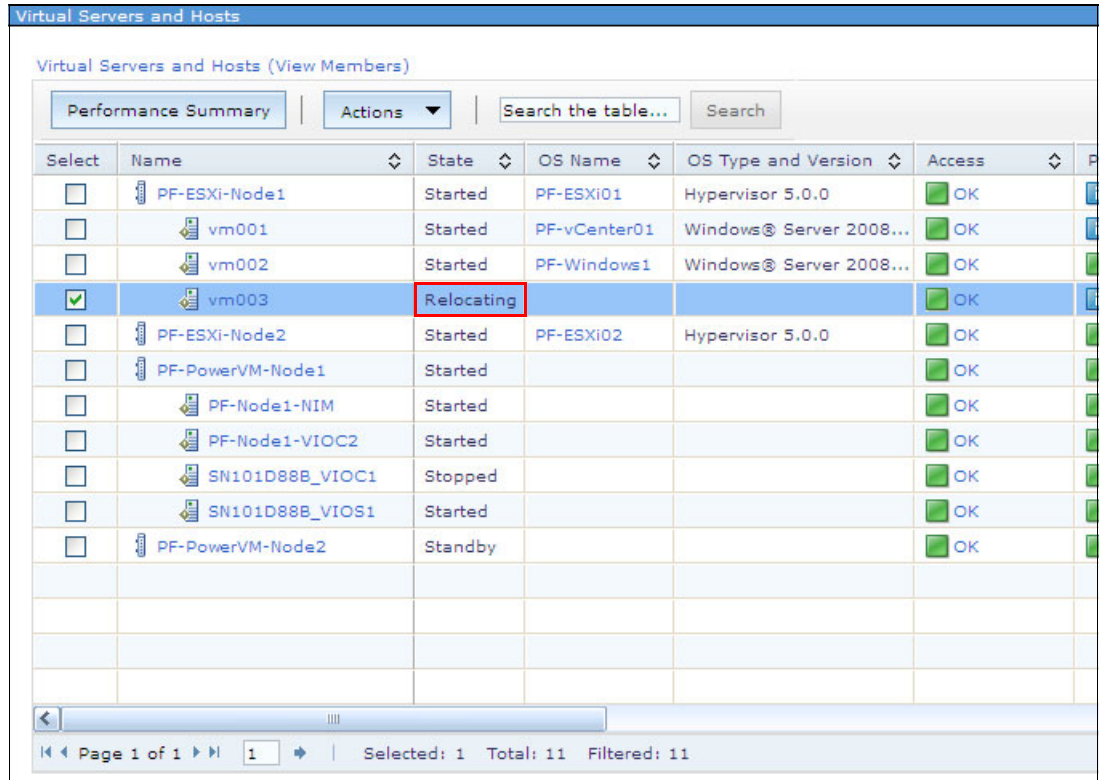 Virtual Servers and Hosts
Virtual Servers and Hosts (View Members)
Performance Summary Actions Search the table... Search
Select Name State OS Name OS Type and Version Access P
PF-ESXi-Node1 Started PF-ESXi01 Hypervisor 5.0.0 OK
vm001 Started PF-vCenter01 Windows® Server 2008... OK
vm002 Started PF-Windows1 Windows® Server 2008... OK
vm003 Relocating OK
PF-ESXi-Node2 Started PF-ESXi02 Hypervisor 5.0.0 OK
PF-PowerVM-Node1 Started OK
PF-Node1-NIM Started OK
PF-Node1-VIOC2 Started OK
SN101D88B_VIOC1 Stopped OK
SN101D88B_VIOS1 Started OK
PF-PowerVM-Node2 Standby OK
Page 1 of 1 1 Selected: 1 Total: 11 Filtered: 11